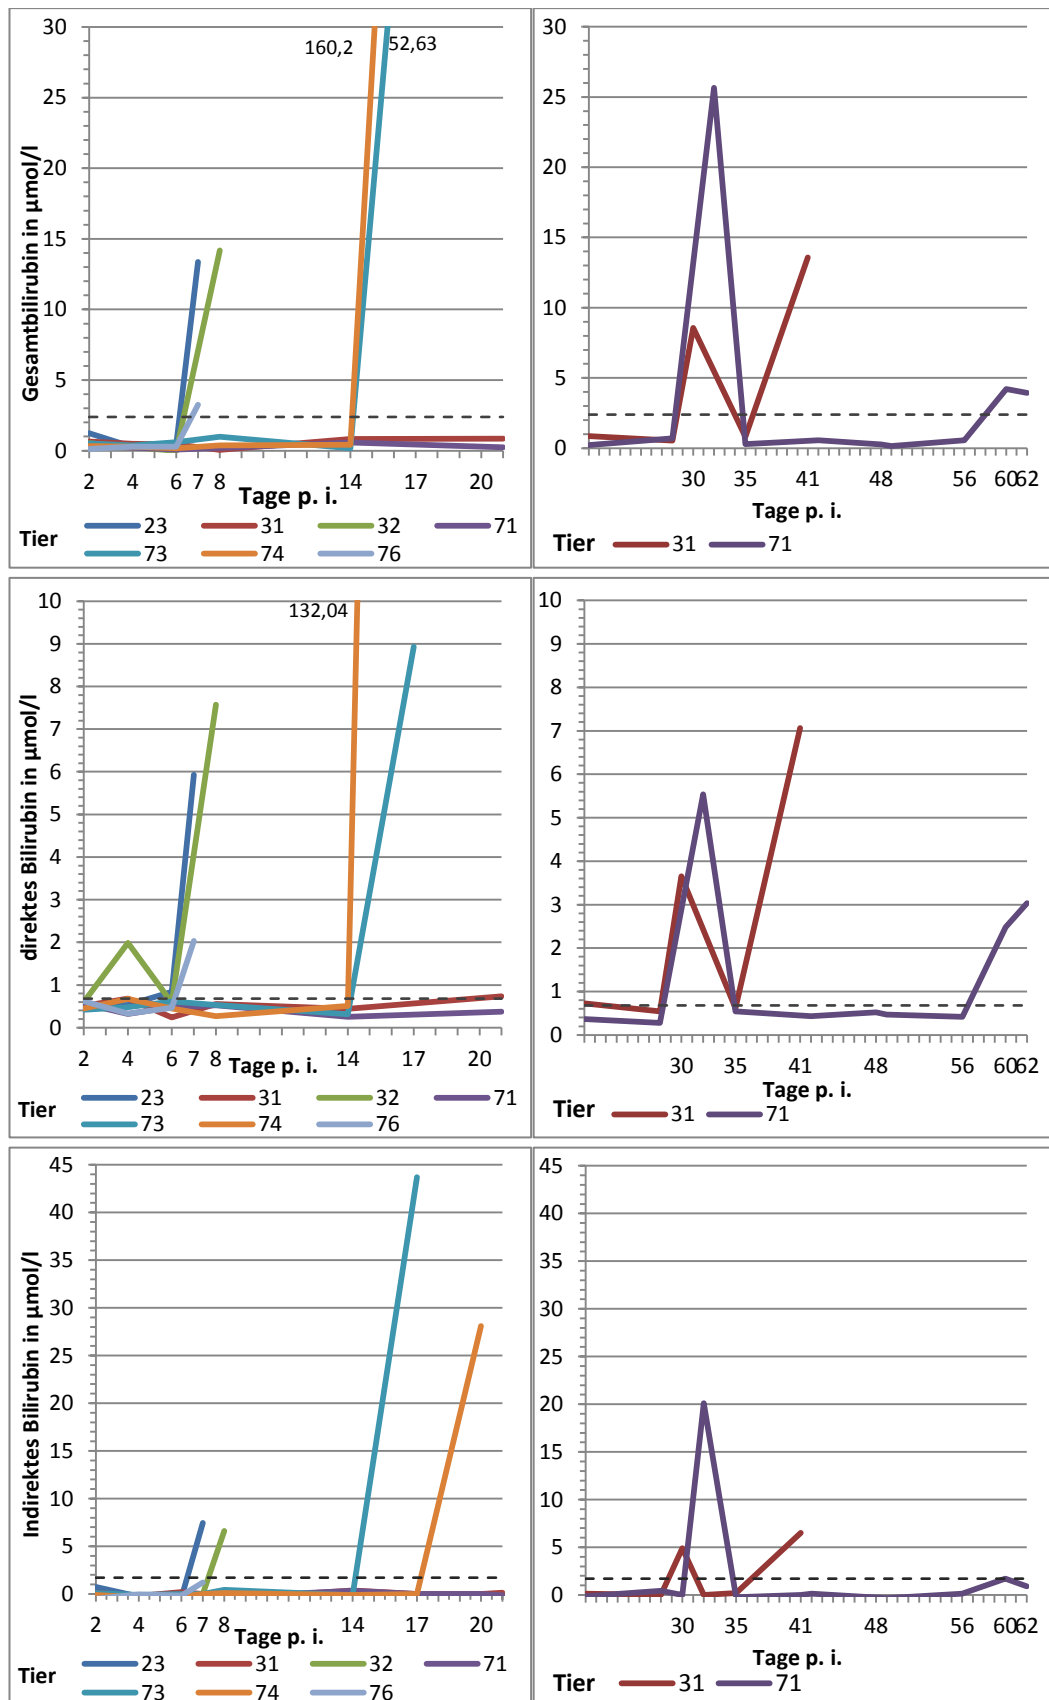 30
25
20
15
10
5
0
160,2
52,63
Gesamtbilirubin in µmol/l
2 4 6 7 8 14 17 20
Tage p. i.
Tier
23 31 32 71
73 74 76
30
25
20
15
10
5
0
30 35 41 48 56 60 62
Tage p. i.
Tier 31 71
10
9
8
7
6
5
4
3
2
1
0
132,04
direktes Bilirubin in µmol/l
2 4 6 7 8 14 17 20
Tage p. i.
Tier
23 31 32 71
73 74 76
10
9
8
7
6
5
4
3
2
1
0
30 35 41 48 56 60 62
Tage p. i.
Tier 31 71
45
40
35
30
25
20
15
10
5
0
Indirektes Bilirubin in µmol/l
2 4 6 7 8 14 17 20
Tage p. i.
Tier
23 31 32 71
73 74 76
45
40
35
30
25
20
15
10
5
0
30 35 41 48 56 60 62
Tage p. i.
Tier 31 71